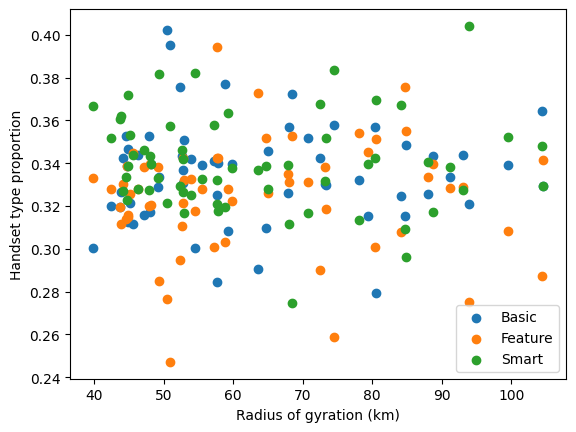 0.40
0.38
0.36
0.34
0.32
0.30
0.28
0.26
0.24
Handset type proportion
40 50 60 70 80 90 100
Radius of gyration (km)
Basic
Feature
Smart